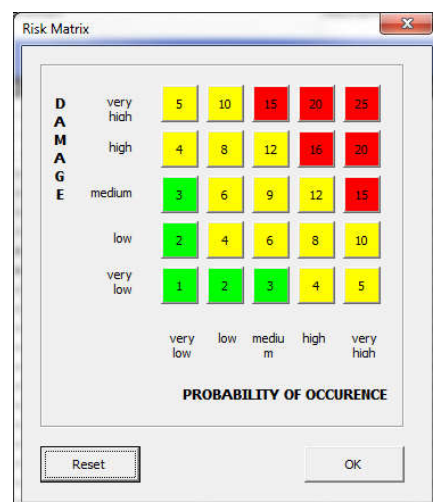 Risk Matrix
DAMAGE
very high 5 10 15 20 25
high 4 8 12 16 20
medium 3 6 9 12 15
low 2 4 6 8 10
very low 1 2 3 4 5
very low low mediu m high very high
PROBABILITY OF OCCURENCE
Reset OK